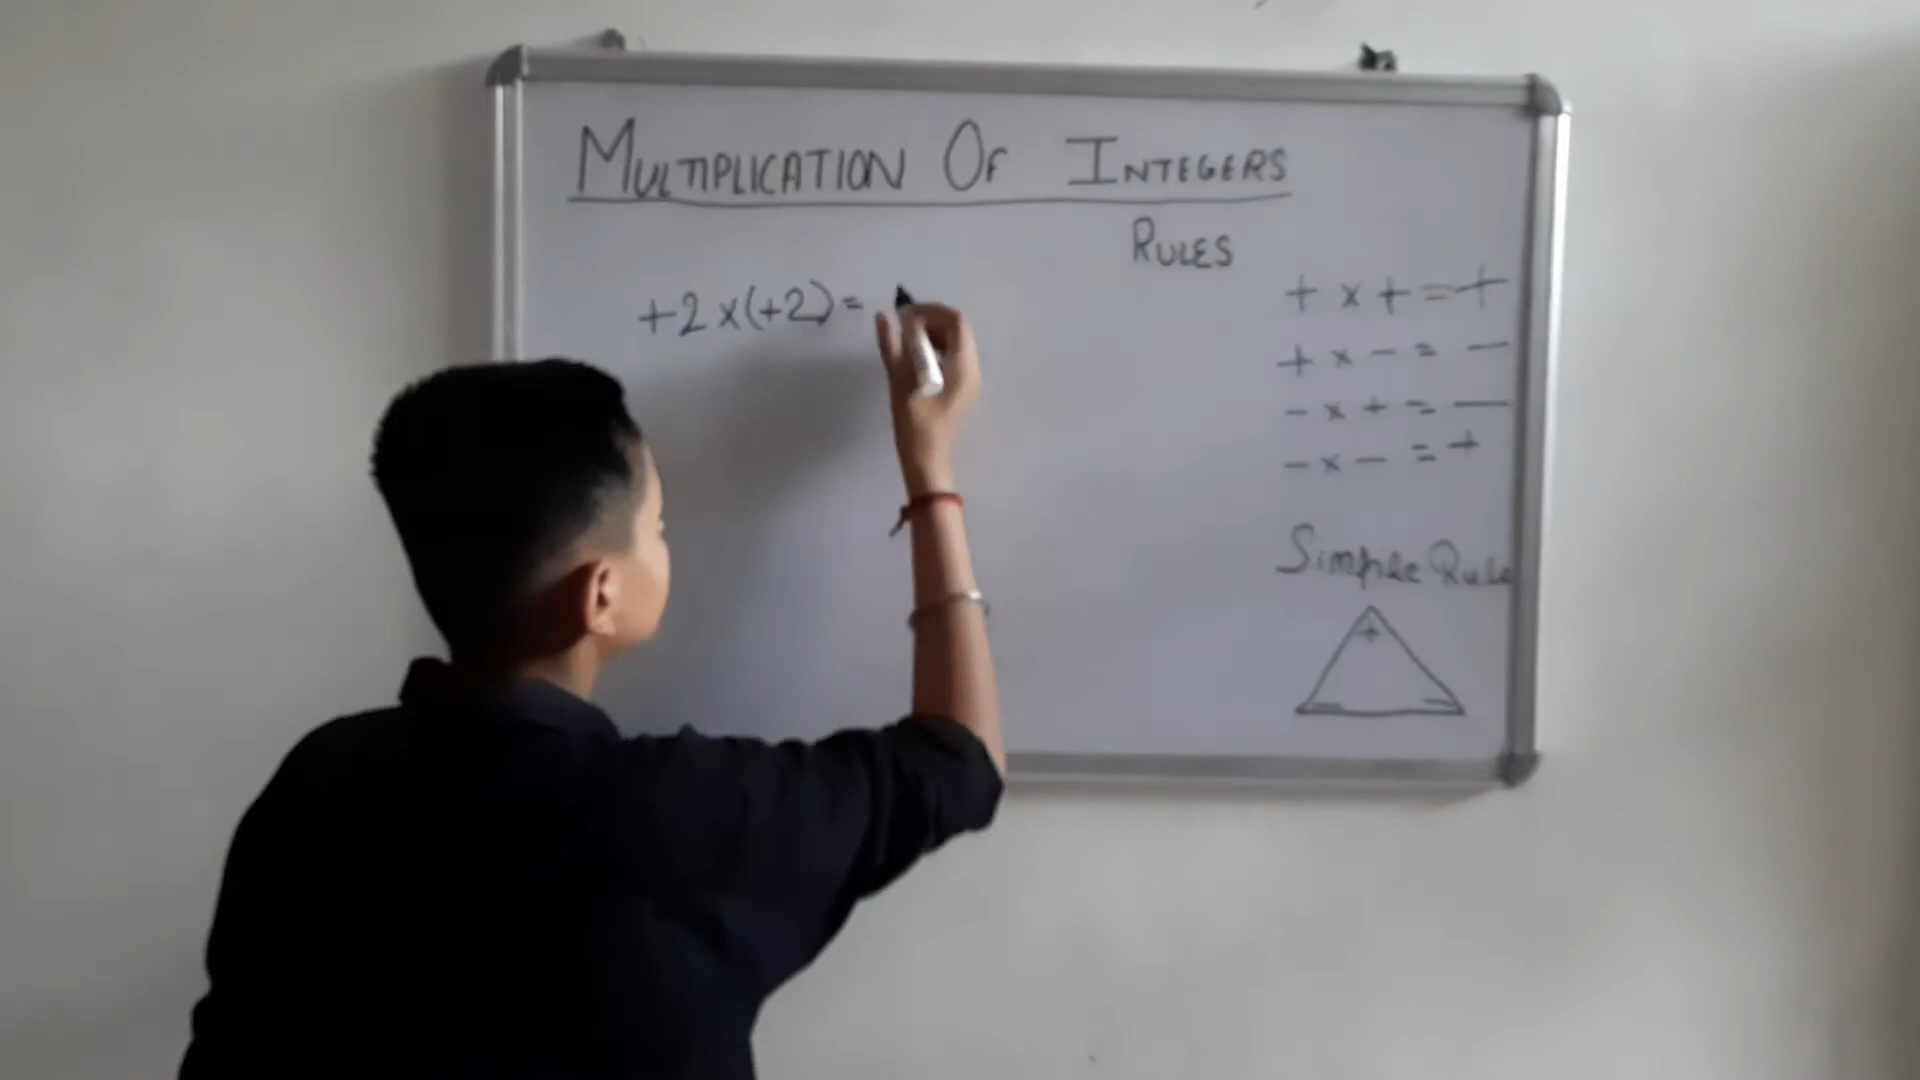 MULTIPLICATION OF INTEGERS
RULES
+2 x (+2) =
+ x + = +
+ x - = -
- x + = -
- x - = +
Simple Rule
+
- -